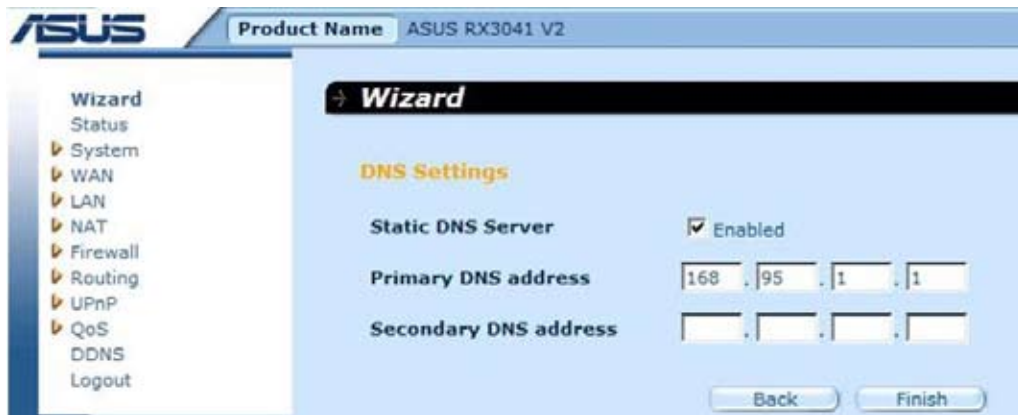 ASUS
Product Name ASUS RX3041 V2
Wizard
Status
System
WAN
LAN
NAT
Firewall
Routing
UPnP
QoS
DDNS
Logout
Wizard
DNS Settings
Static DNS Server Enabled
Primary DNS address 168 . 95 . 1 . 1
Secondary DNS address . . .
Back Finish